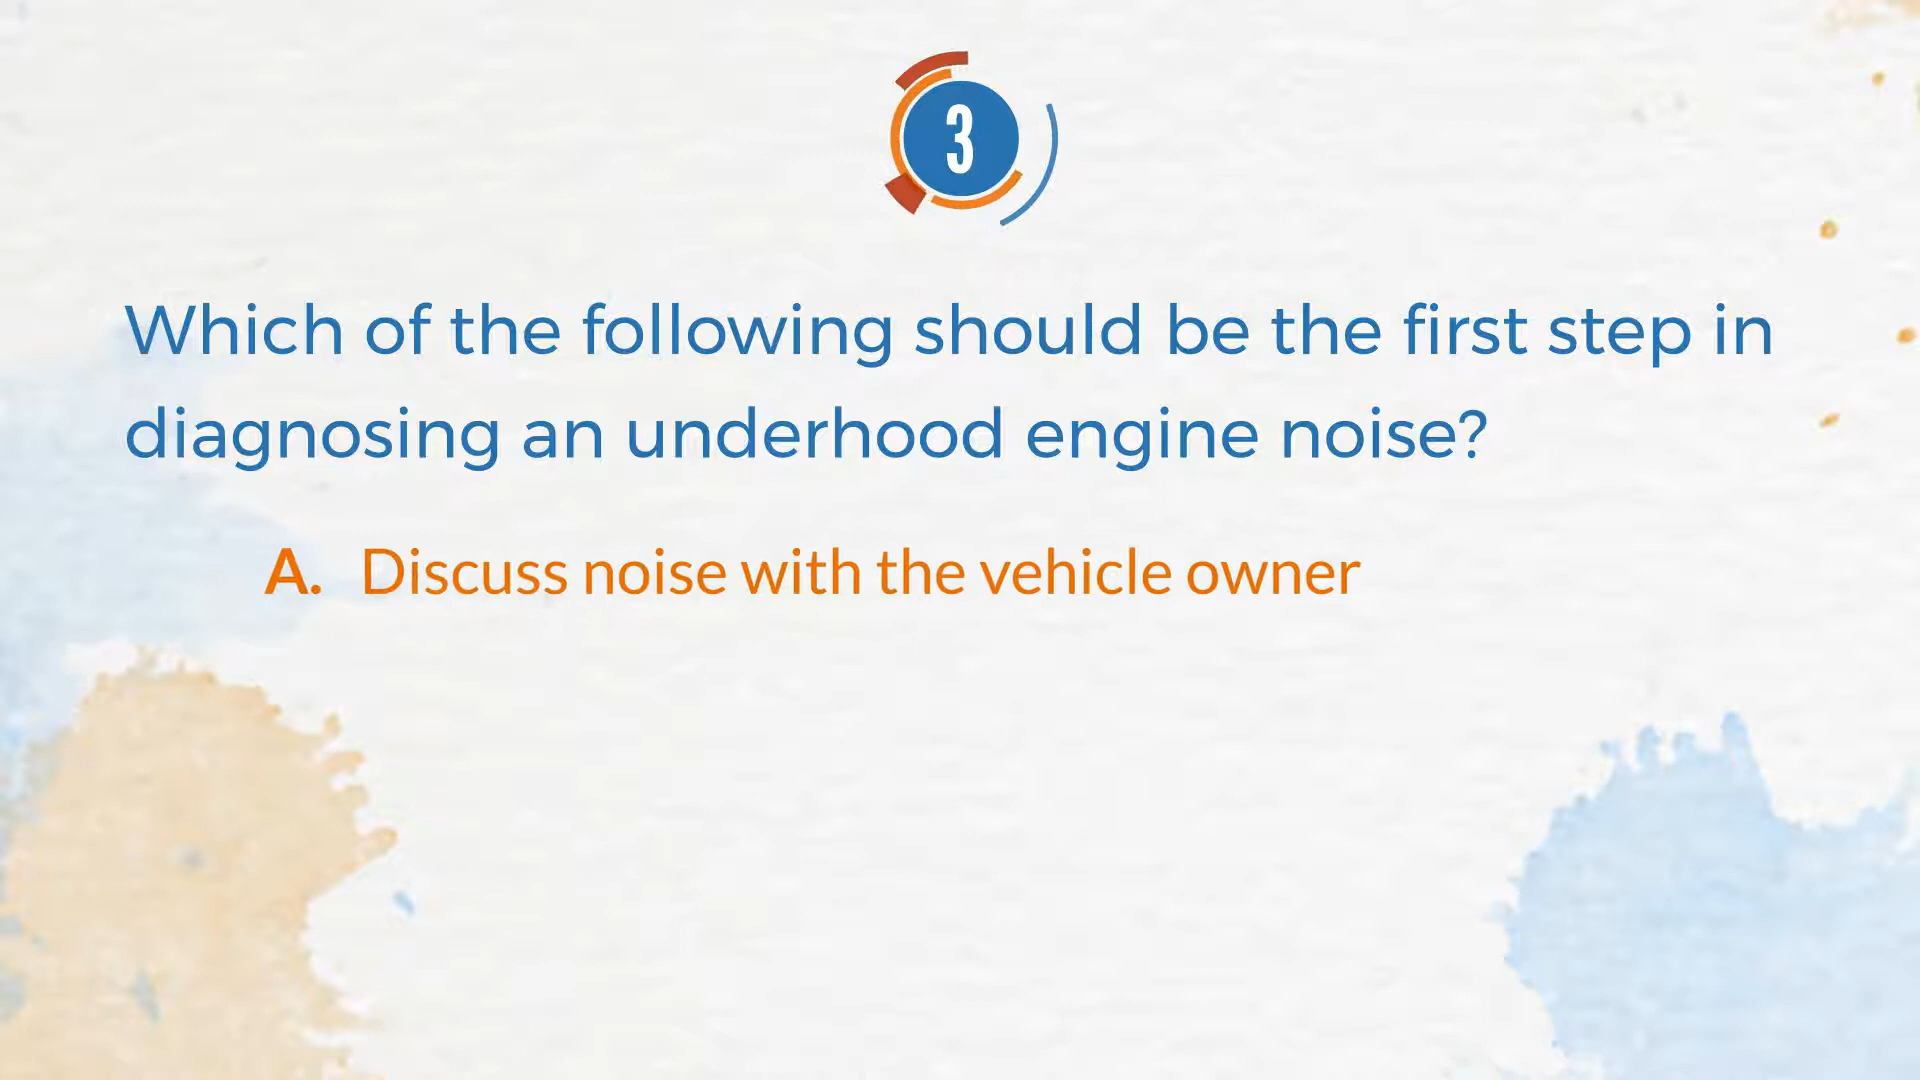 3
Which of the following should be the first step in
diagnosing an underhood engine noise?
A. Discuss noise with the vehicle owner